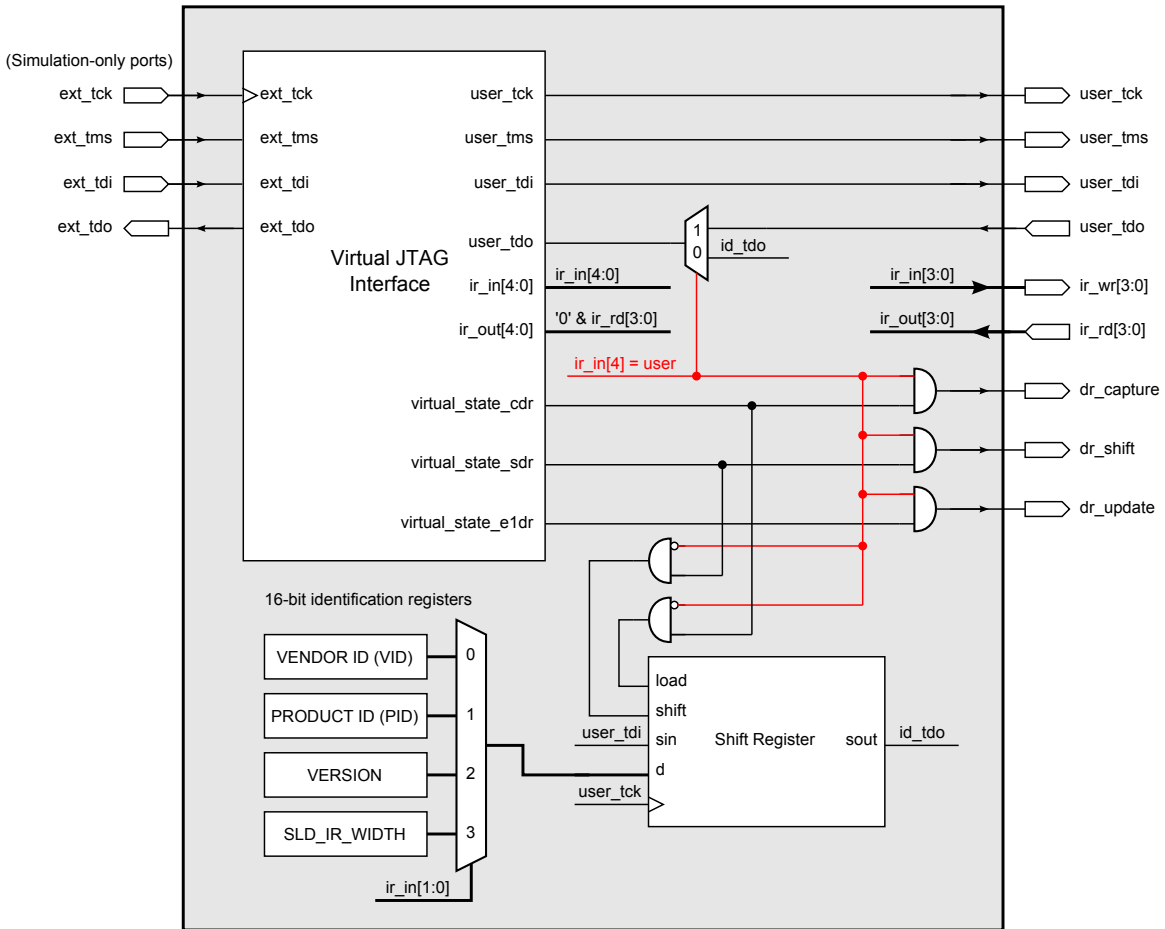 (Simulation-only ports)
ext_tck
ext_tck
user_tck
user_tck
ext_tms
ext_tms
user_tms
user_tms
ext_tdi
ext_tdi
user_tdi
user_tdi
ext_tdo
ext_tdo
user_tdo
1
0
id_tdo
user_tdo
Virtual JTAG
Interface
ir_in[4:0]
ir_in[4:0]
ir_in[3:0]
ir_wr[3:0]
ir_out[4:0]
'0' & ir_rd[3:0]
ir_out[3:0]
ir_rd[3:0]
ir_in[4] = user
virtual_state_cdr
dr_capture
virtual_state_sdr
dr_shift
virtual_state_e1dr
dr_update
16-bit identification registers
VENDOR ID (VID)
0
PRODUCT ID (PID)
1
VERSION
2
SLD_IR_WIDTH
3
ir_in[1:0]
load
shift
user_tdi
sin
Shift Register
sout
id_tdo
d
user_tck